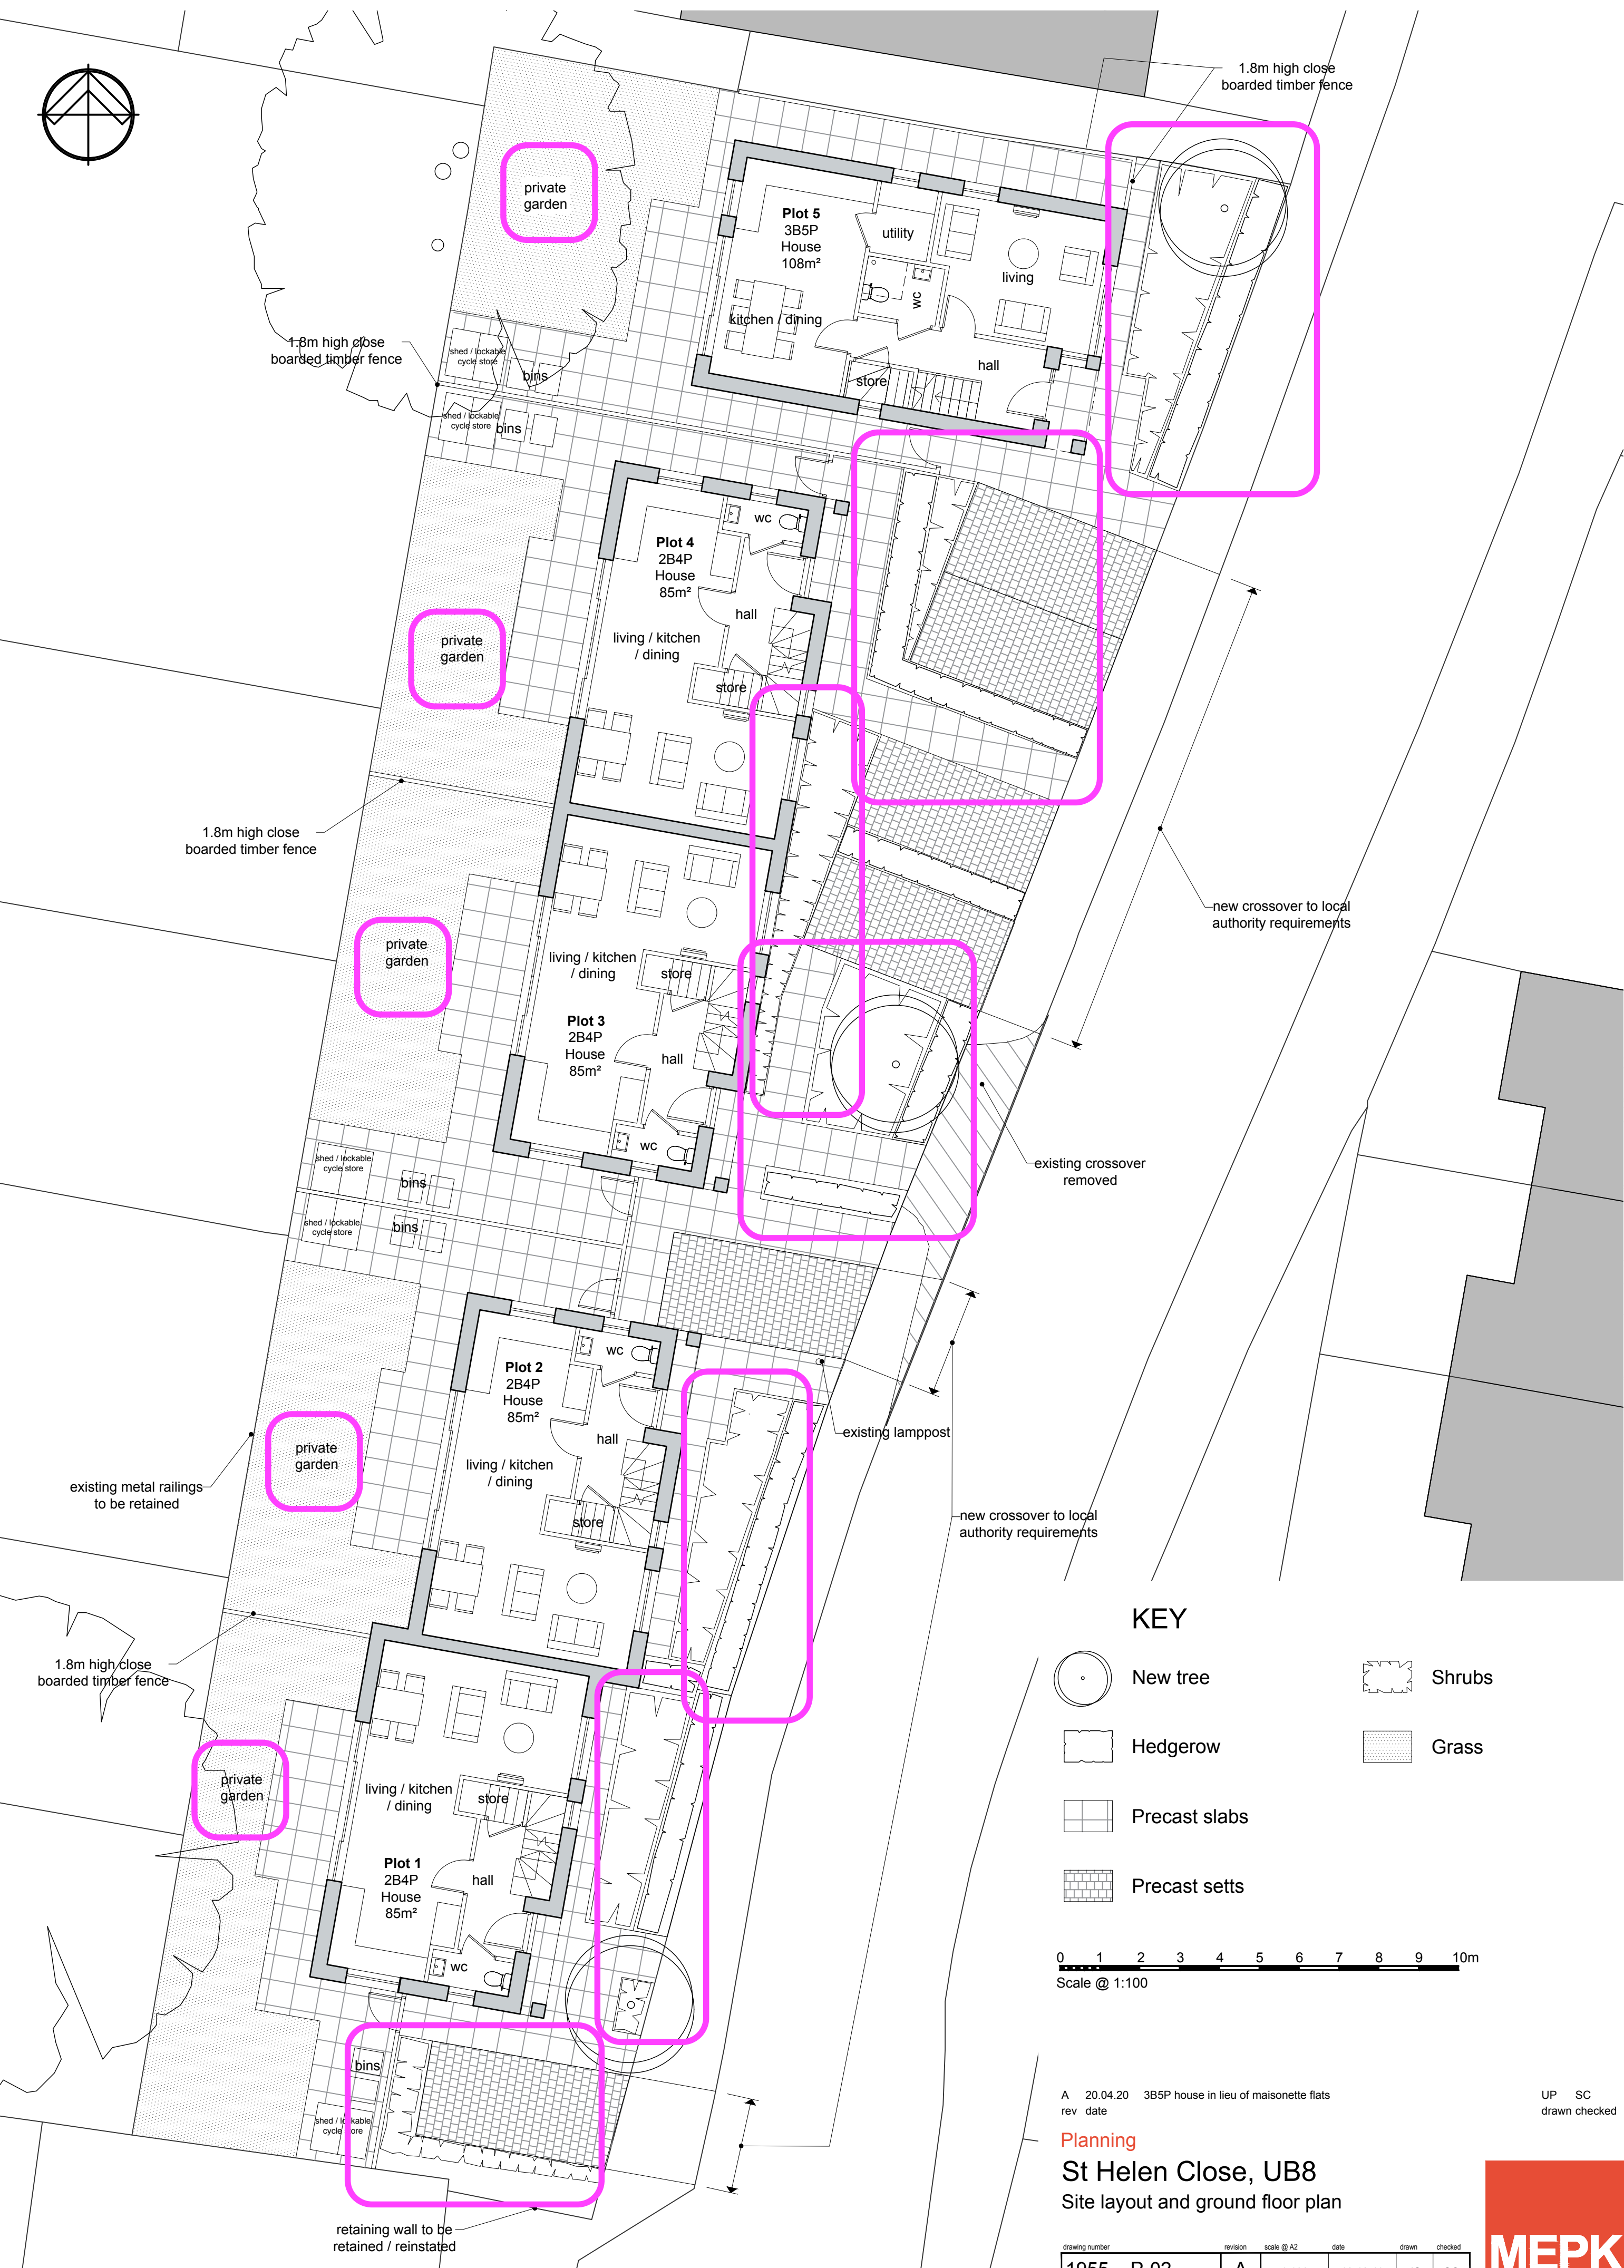 1.8m high close
boarded timber fence
private
garden
Plot 5
3B5P
House
108m²
utility
living
wc
kitchen / dining
hall
store
1.8m high close
boarded timber fence
shed / lockable
cycle store
bins
shed / lockable
cycle store
bins
wc
Plot 4
2B4P
House
85m²
hall
private
garden
living / kitchen
/ dining
store
1.8m high close
boarded timber fence
new crossover to local
authority requirements
private
garden
living / kitchen
/ dining
store
Plot 3
2B4P
House
85m²
hall
wc
existing crossover
removed
shed / lockable
cycle store
bins
shed / lockable
cycle store
bins
wc
Plot 2
2B4P
House
85m²
hall
existing lamppost
private
garden
living / kitchen
/ dining
existing metal railings
to be retained
store
new crossover to local
authority requirements
1.8m high close
boarded timber fence
private
garden
living / kitchen
/ dining
store
Plot 1
2B4P
House
85m²
hall
wc
bins
shed / lockable
cycle store
retaining wall to be
retained / reinstated
KEY
New tree
Shrubs
Hedgerow
Grass
Precast slabs
Precast setts
0 1 2 3 4 5 6 7 8 9 10m
Scale @ 1:100
A 20.04.20 3B5P house in lieu of maisonette flats UP SC
rev date drawn checked
Planning
St Helen Close, UB8
Site layout and ground floor plan
drawing number revision scale @ A2 date drawn checked
A
MEPK